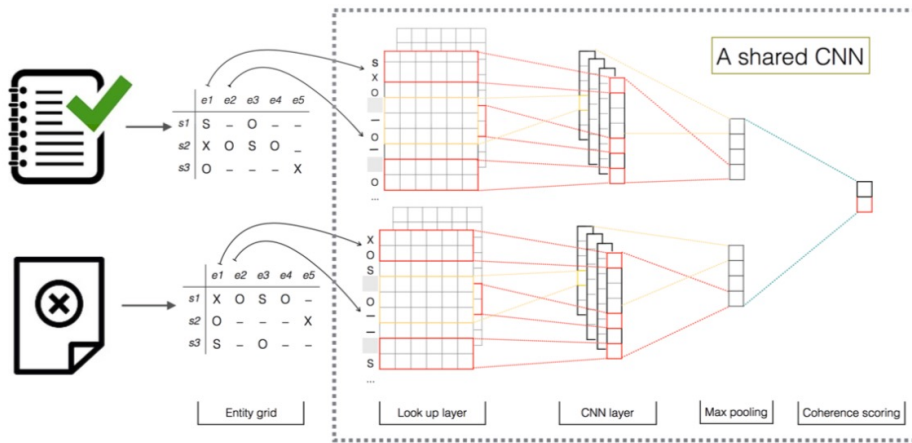 A shared CNN
e1 e2 e3 e4 e5
s1 S – O – –
s2 X O S O –
s3 O – – – X
S
X
O
–
O
–
O
...
e1 e2 e3 e4 e5
s1 X O S O –
s2 O – – – X
s3 S – O – –
X
O
S
O
–
–
S
...
Entity grid
Look up layer
CNN layer
Max pooling
Coherence scoring